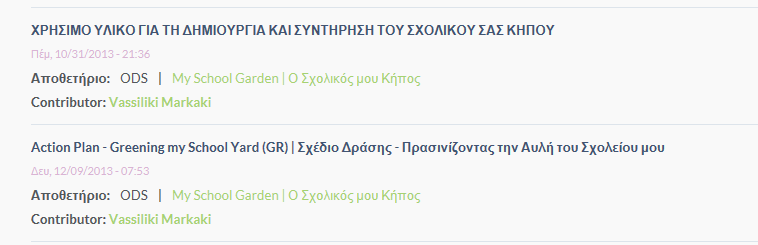 ΧΡΗΣΙΜΟ ΥΛΙΚΟ ΓΙΑ ΤΗ ΔΗΜΙΟΥΡΓΙΑ ΚΑΙ ΣΥΝΤΗΡΗΣΗ ΤΟΥ ΣΧΟΛΙΚΟΥ ΣΑΣ ΚΗΠΟΥ
Πέμ, 10/31/2013 - 21:36
Αποθετήριο: ODS | My School Garden | Ο Σχολικός μου Κήπος
Contributor: Vassiliki Markaki
Action Plan - Greening my School Yard (GR) | Σχέδιο Δράσης - Πρασινίζοντας την Αυλή του Σχολείου μου
Δευ, 12/09/2013 - 07:53
Αποθετήριο: ODS | My School Garden | Ο Σχολικός μου Κήπος
Contributor: Vassiliki Markaki